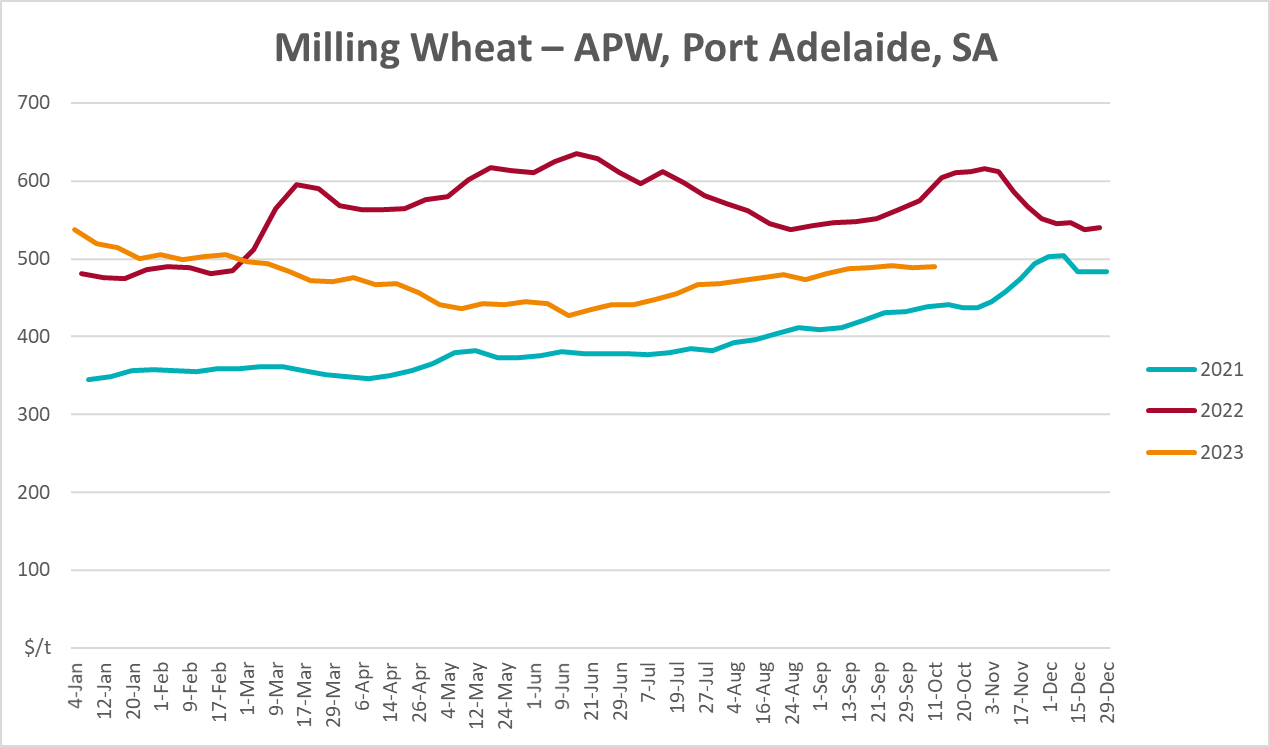 Milling Wheat – APW, Port Adelaide, SA
700
600
500
400
300
200
100
$/t
4-Jan
12-Jan
20-Jan
1-Feb
9-Feb
17-Feb
1-Mar
9-Mar
17-Mar
29-Mar
6-Apr
14-Apr
26-Apr
4-May
12-May
24-May
1-Jun
9-Jun
21-Jun
29-Jun
7-Jul
19-Jul
27-Jul
4-Aug
16-Aug
24-Aug
1-Sep
13-Sep
21-Sep
29-Sep
11-Oct
20-Oct
3-Nov
17-Nov
1-Dec
15-Dec
29-Dec
2021
2022
2023